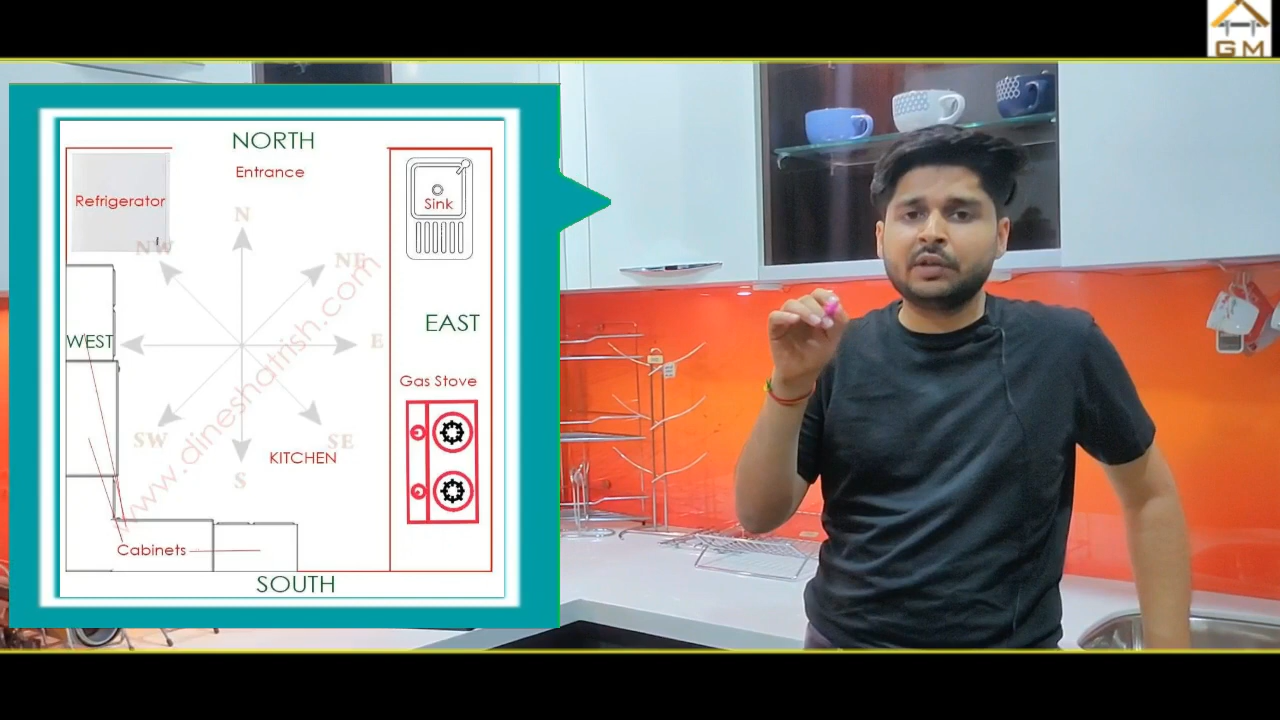 GM
NORTH
Entrance
Refrigerator
Sink
N
NW
NE
WEST
E
EAST
Gas Stove
SW
SE
S
KITCHEN
Cabinets
SOUTH
www.dineshatrish.com